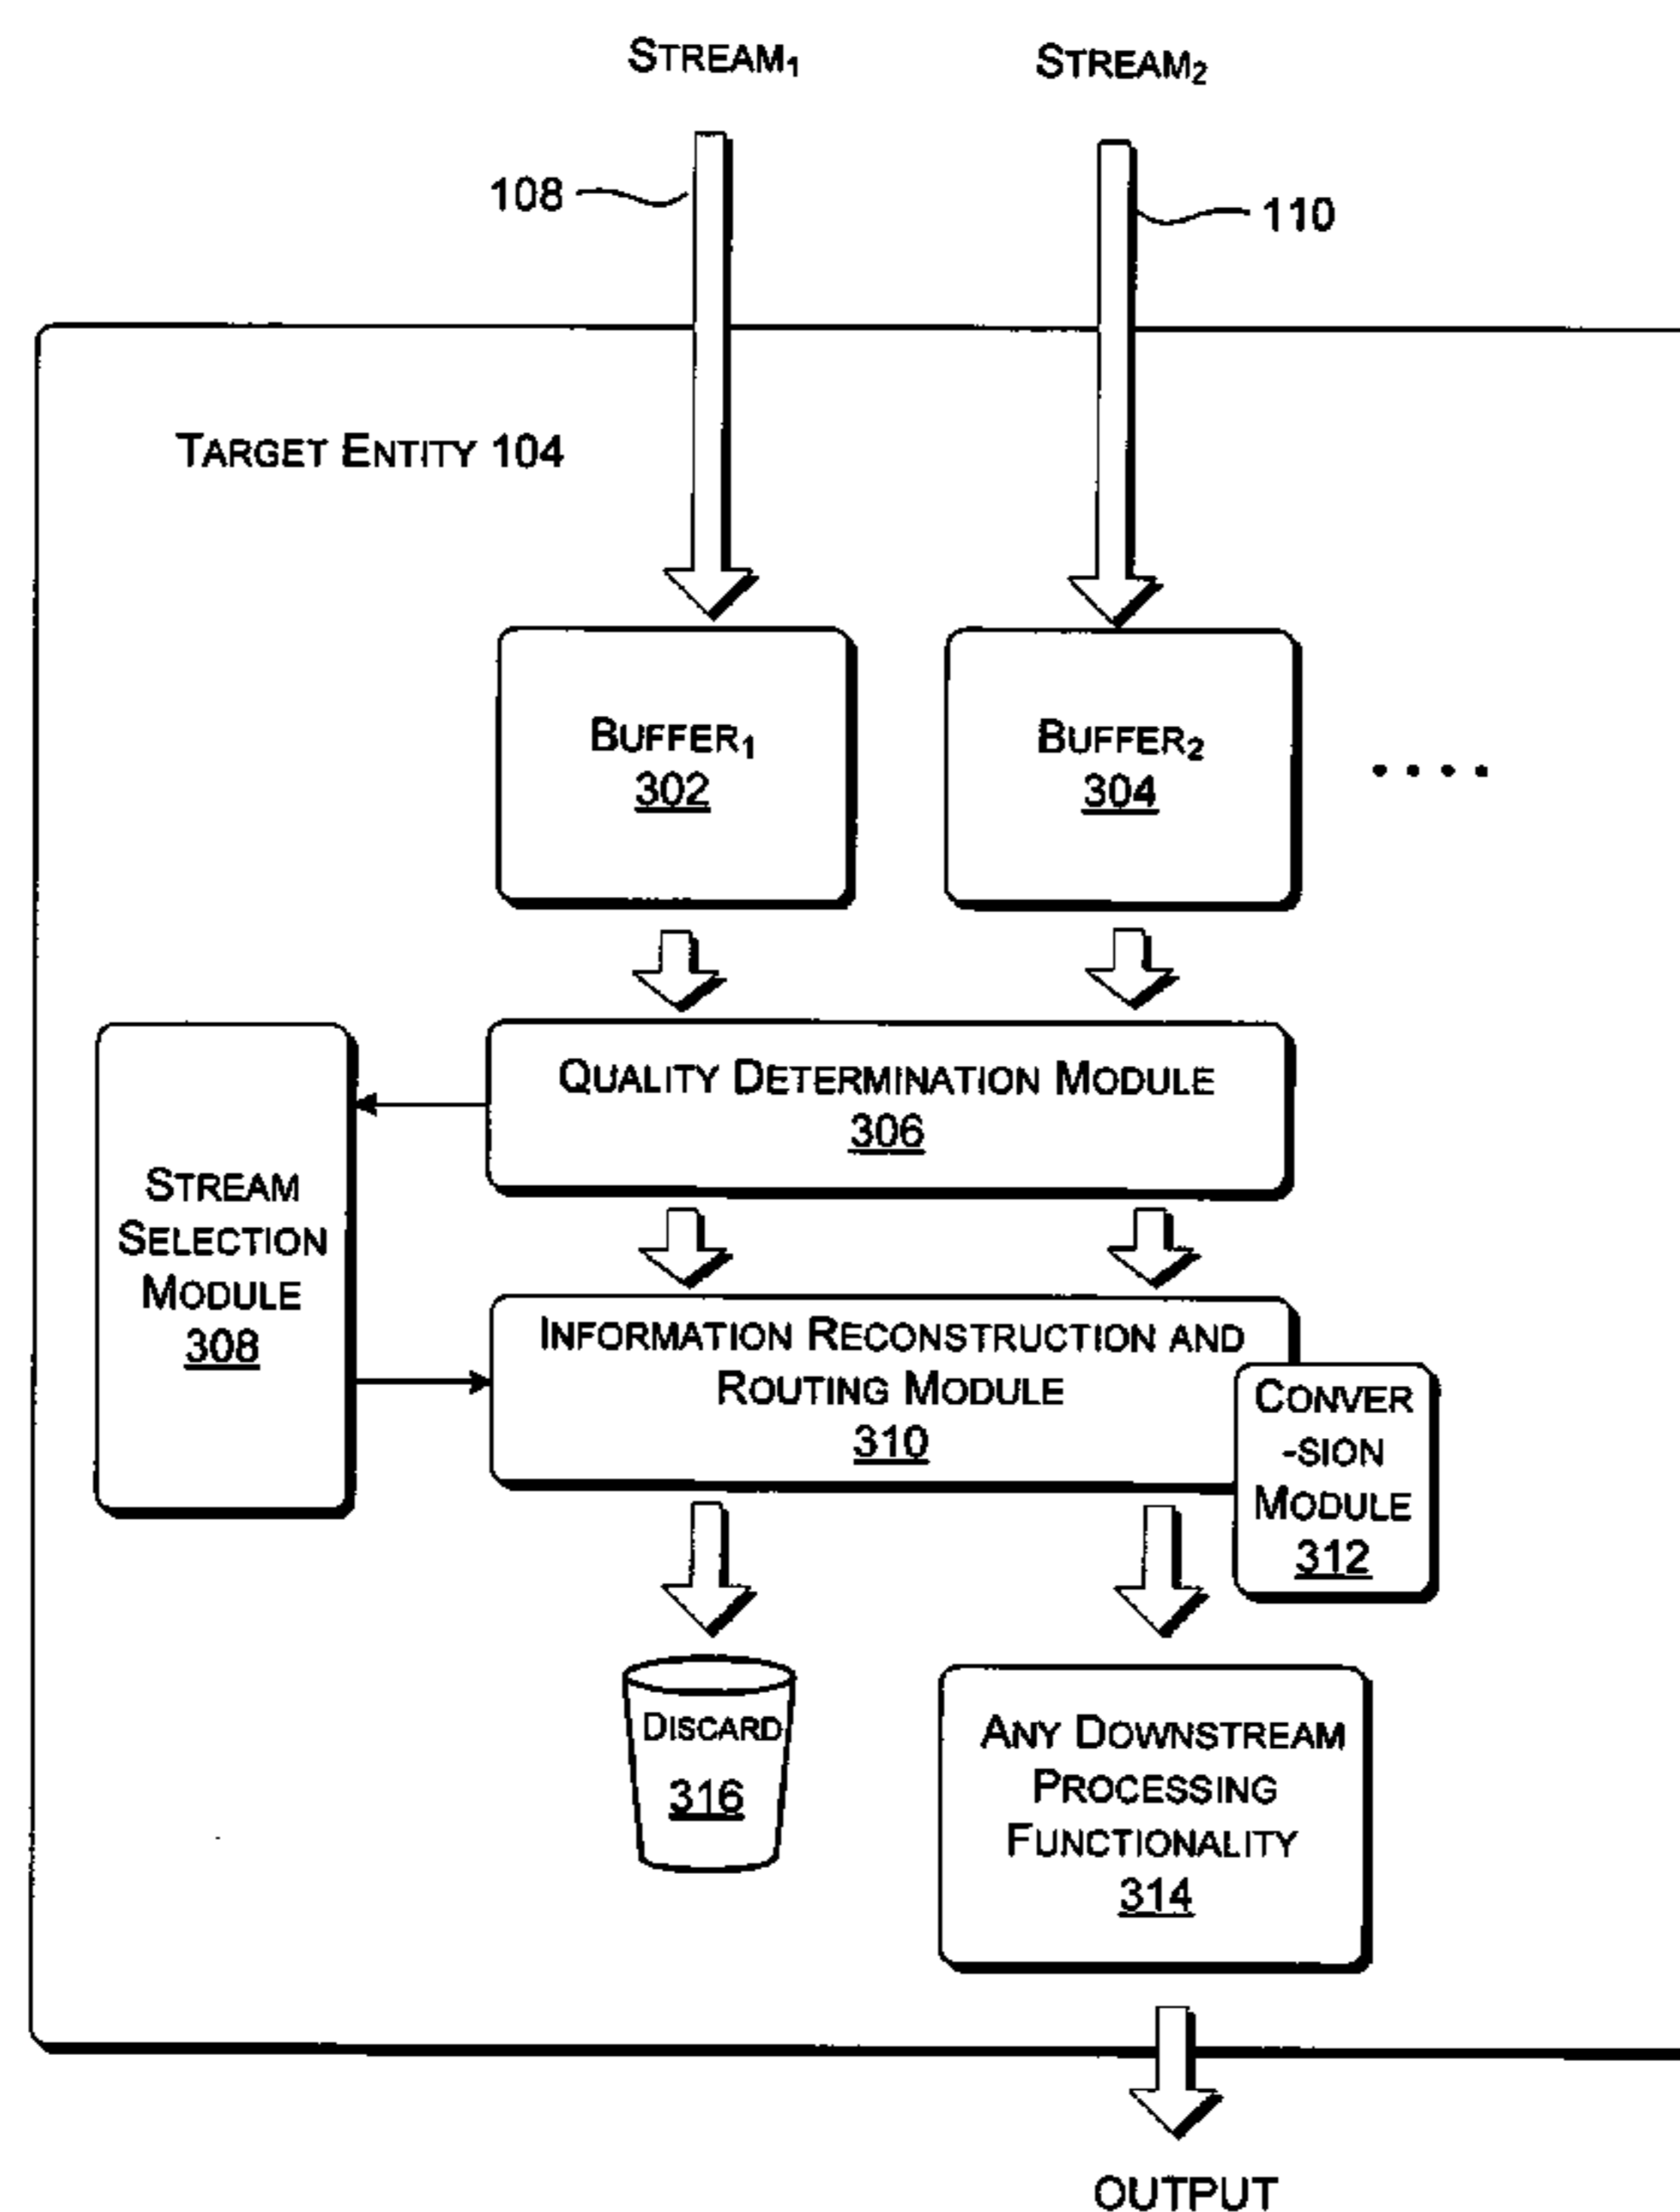 STREAM₁
STREAM₂
108
110
TARGET ENTITY 104
BUFFER₁
302
BUFFER₂
304
QUALITY DETERMINATION MODULE
306
STREAM
SELECTION
MODULE
308
INFORMATION RECONSTRUCTION AND
ROUTING MODULE
310
CONVER
-SION
MODULE
312
DISCARD
316
ANY DOWNSTREAM
PROCESSING
FUNCTIONALITY
314
OUTPUT